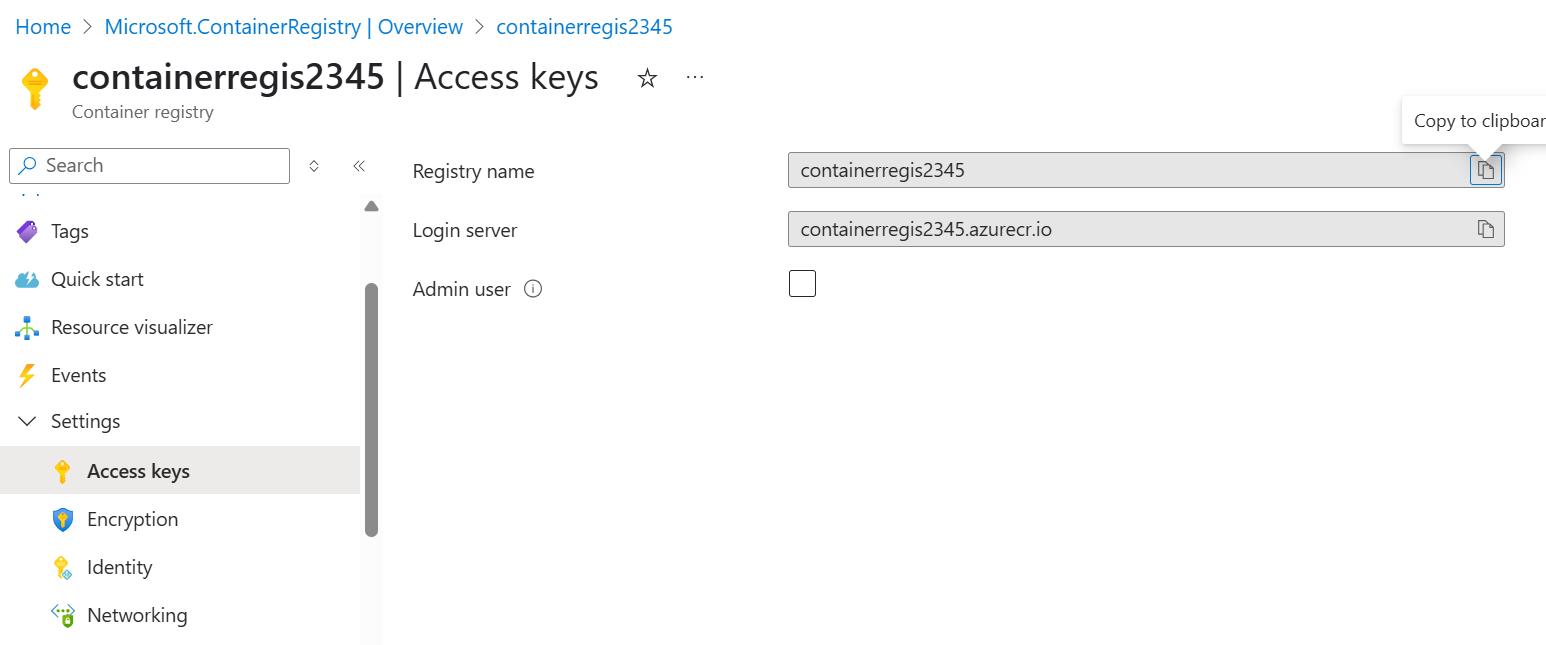 Home > Microsoft.ContainerRegistry | Overview > containerregis2345
containerregis2345 | Access keys
Container registry
Copy to clipboar
Search
Registry name
containerregis2345
Login server
containerregis2345.azurecr.io
Admin user
Tags
Quick start
Resource visualizer
Events
Settings
Access keys
Encryption
Identity
Networking